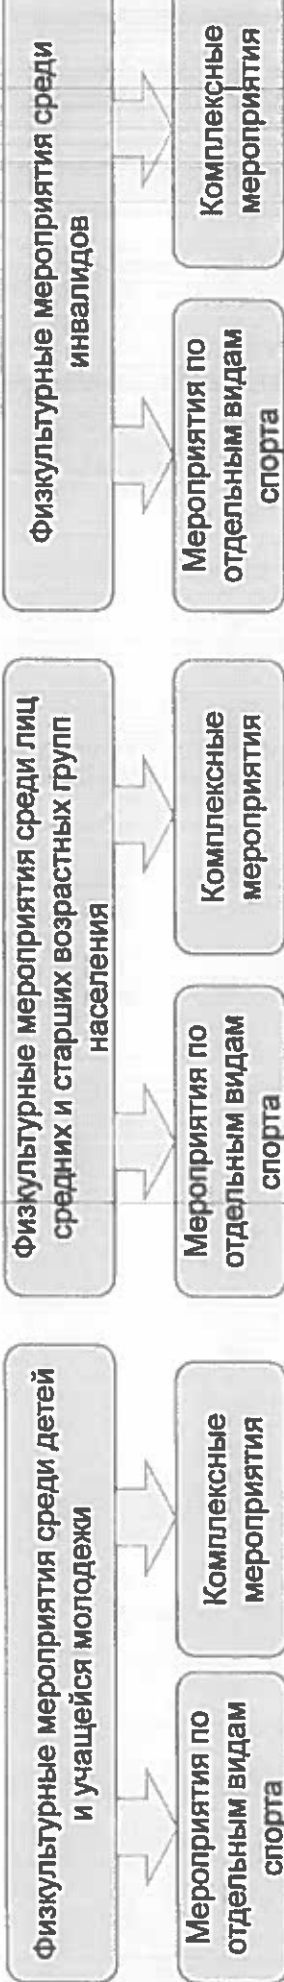 Физкультурные мероприятия среди детей
и учащейся молодежи
Мероприятия по
отдельным видам
спорта
Комплексные
мероприятия
Физкультурные мероприятия среди лиц
средних и старших возрастных групп
населения
Мероприятия по
отдельным видам
спорта
Комплексные
мероприятия
Физкультурные мероприятия среди
инвалидов
Мероприятия по
отдельным видам
спорта
Комплексные
мероприятия